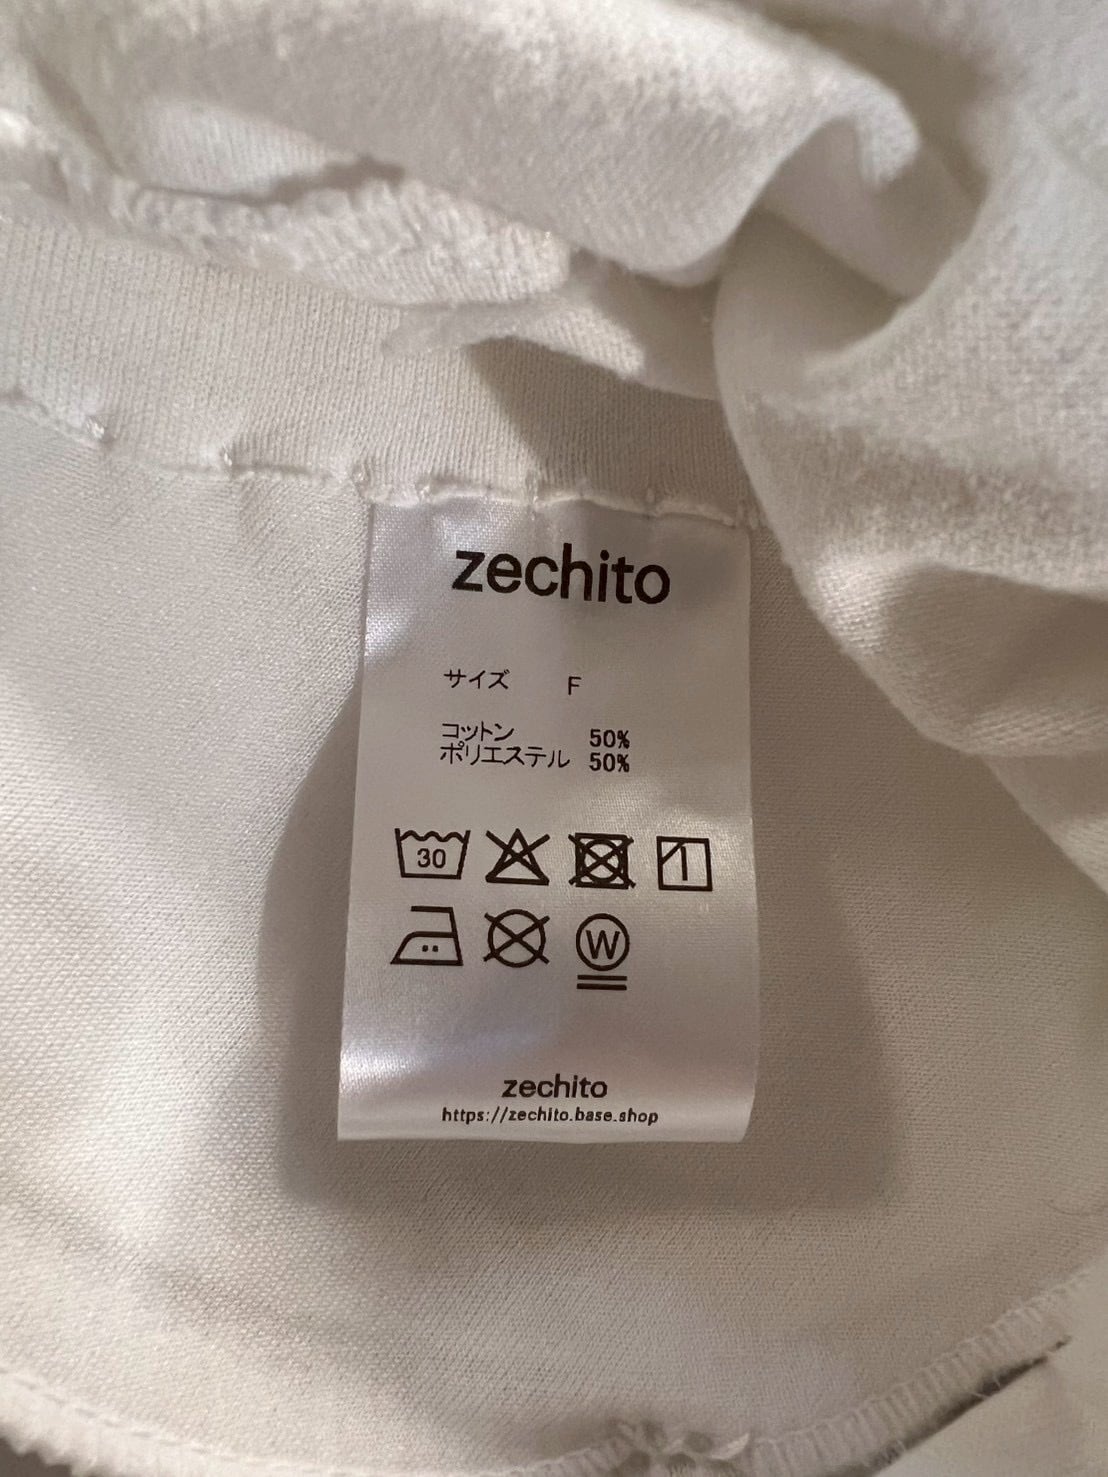 zechito
サイズ F
コットン 50%
ポリエステル 50%
30
W
zechito
https://zechito.base.shop